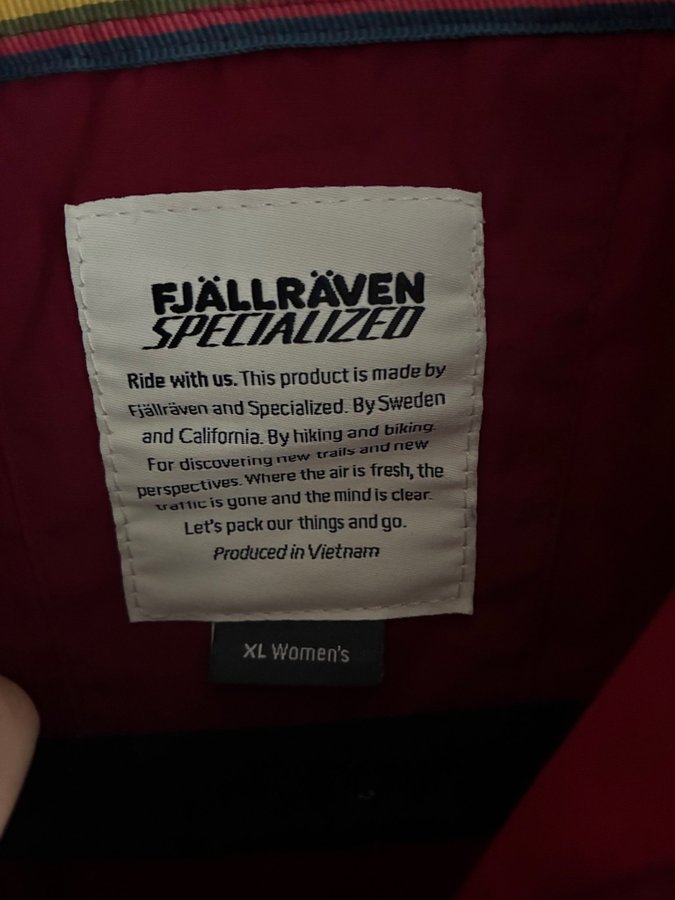 FJÄLLRÄVEN
SPECIALIZED
Ride with us. This product is made by
Fjällräven and Specialized. By Sweden
and California. By hiking and biking.
For discovering new trails and new
perspectives. Where the air is fresh, the
traffic is gone and the mind is clear.
Let's pack our things and go.
Produced in Vietnam
XL Women's